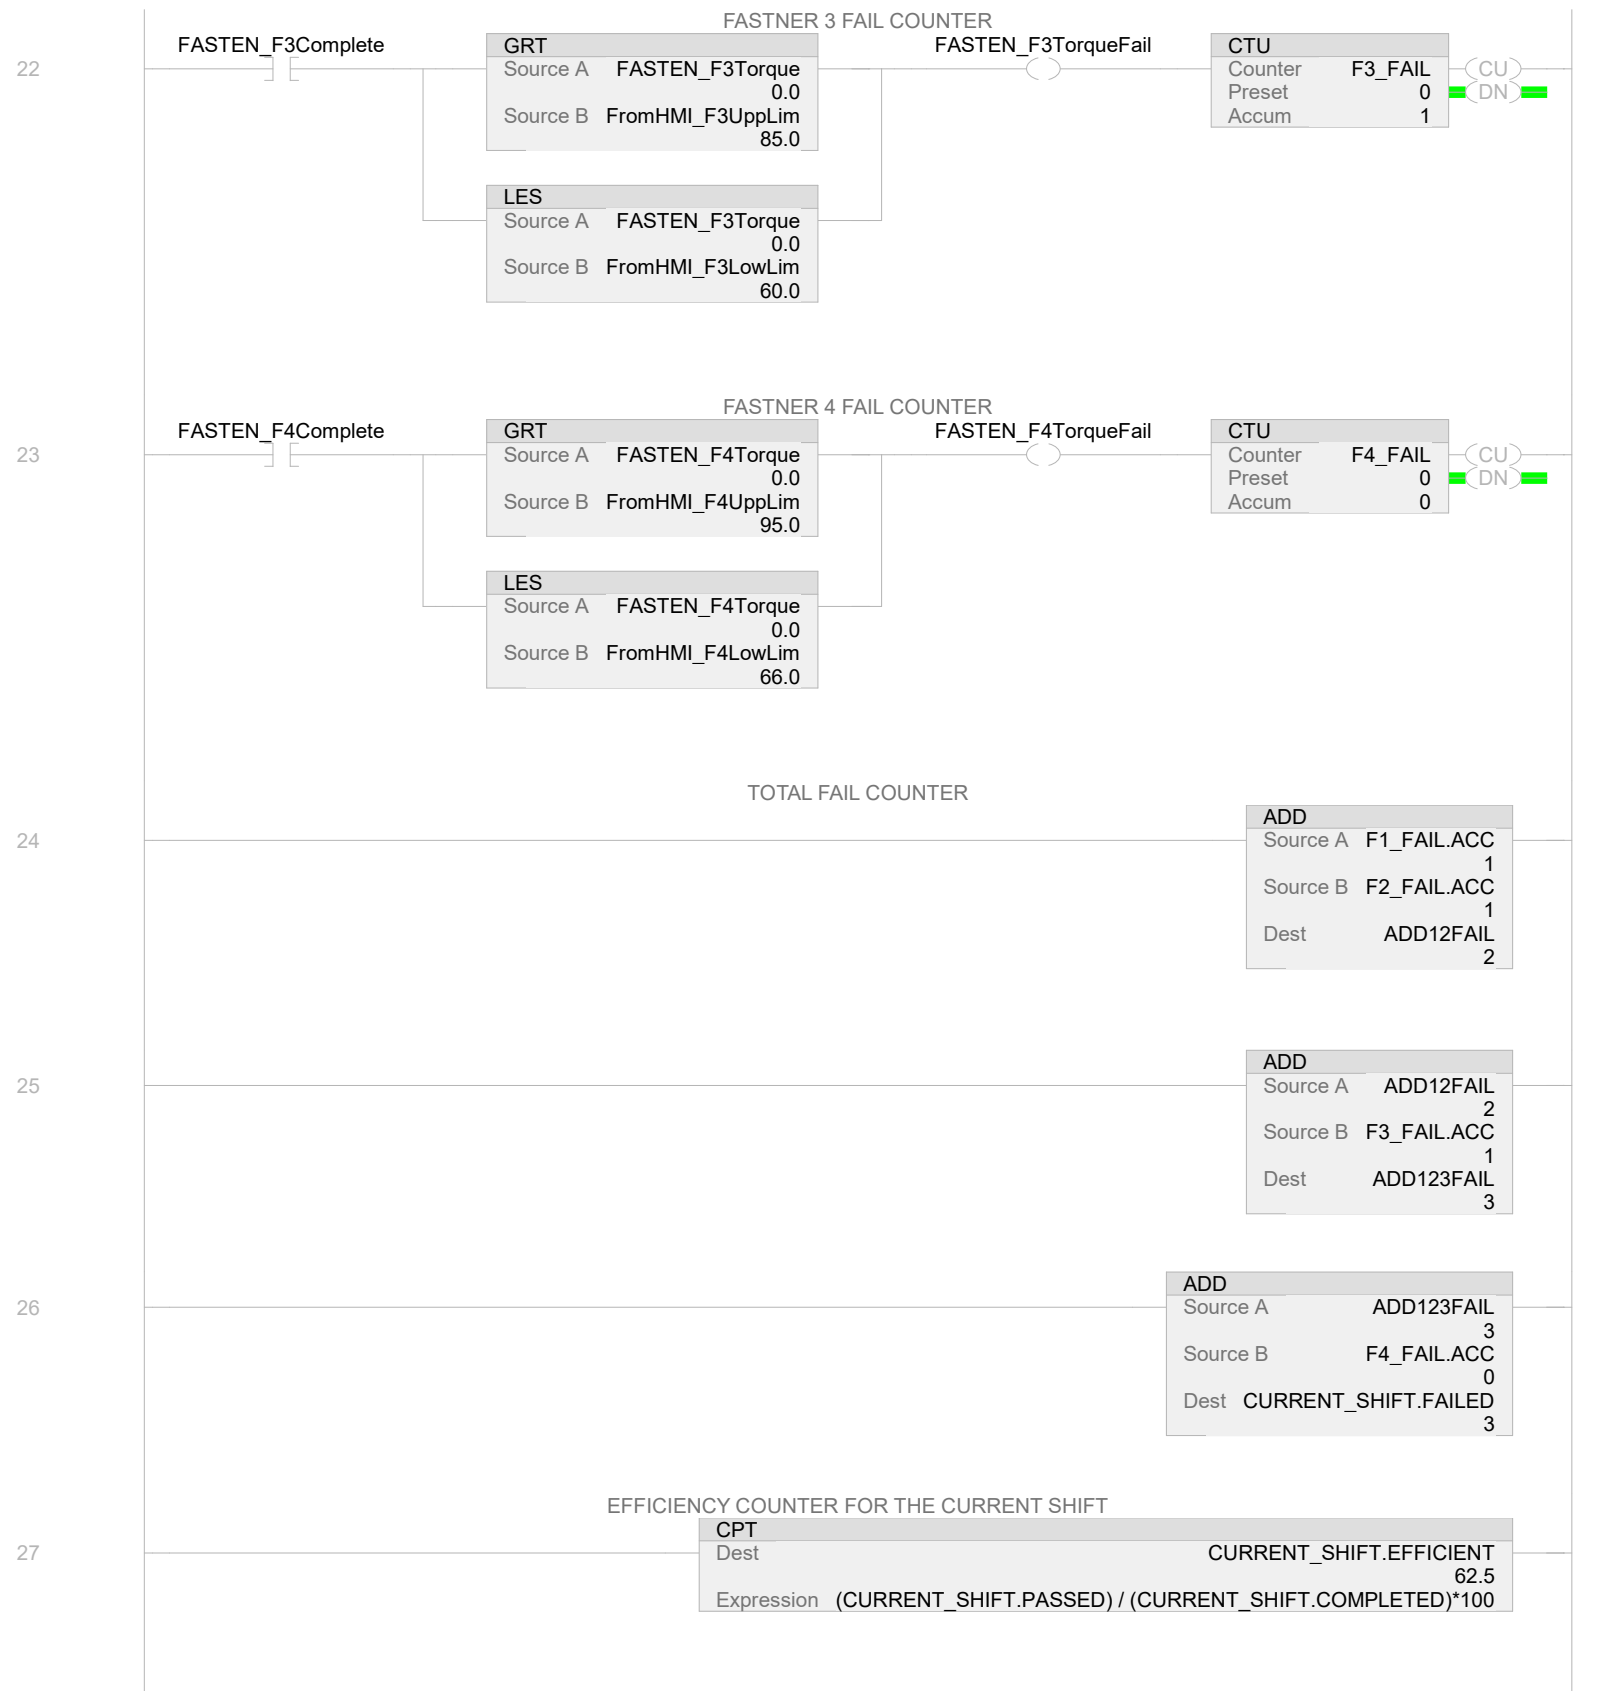 FASTNER 3 FAIL COUNTER
FASTEN_F3Complete
GRT
FASTEN_F3TorqueFail
CTU
22
Source A FASTEN_F3Torque
0.0
Source B FromHMI_F3UppLim
85.0
Counter F3_FAIL
Preset 0
Accum 1
CU
DN
LES
Source A FASTEN_F3Torque
0.0
Source B FromHMI_F3LowLim
60.0
FASTNER 4 FAIL COUNTER
FASTEN_F4Complete
GRT
FASTEN_F4TorqueFail
CTU
23
Source A FASTEN_F4Torque
0.0
Source B FromHMI_F4UppLim
95.0
Counter F4_FAIL
Preset 0
Accum 0
CU
DN
LES
Source A FASTEN_F4Torque
0.0
Source B FromHMI_F4LowLim
66.0
TOTAL FAIL COUNTER
24
ADD
Source A F1_FAIL.ACC
1
Source B F2_FAIL.ACC
1
Dest ADD12FAIL
2
25
ADD
Source A ADD12FAIL
2
Source B F3_FAIL.ACC
1
Dest ADD123FAIL
3
26
ADD
Source A ADD123FAIL
3
Source B F4_FAIL.ACC
0
Dest CURRENT_SHIFT.FAILED
3
EFFICIENCY COUNTER FOR THE CURRENT SHIFT
27
CPT
Dest CURRENT_SHIFT.EFFICIENT
62.5
Expression (CURRENT_SHIFT.PASSED) / (CURRENT_SHIFT.COMPLETED)*100